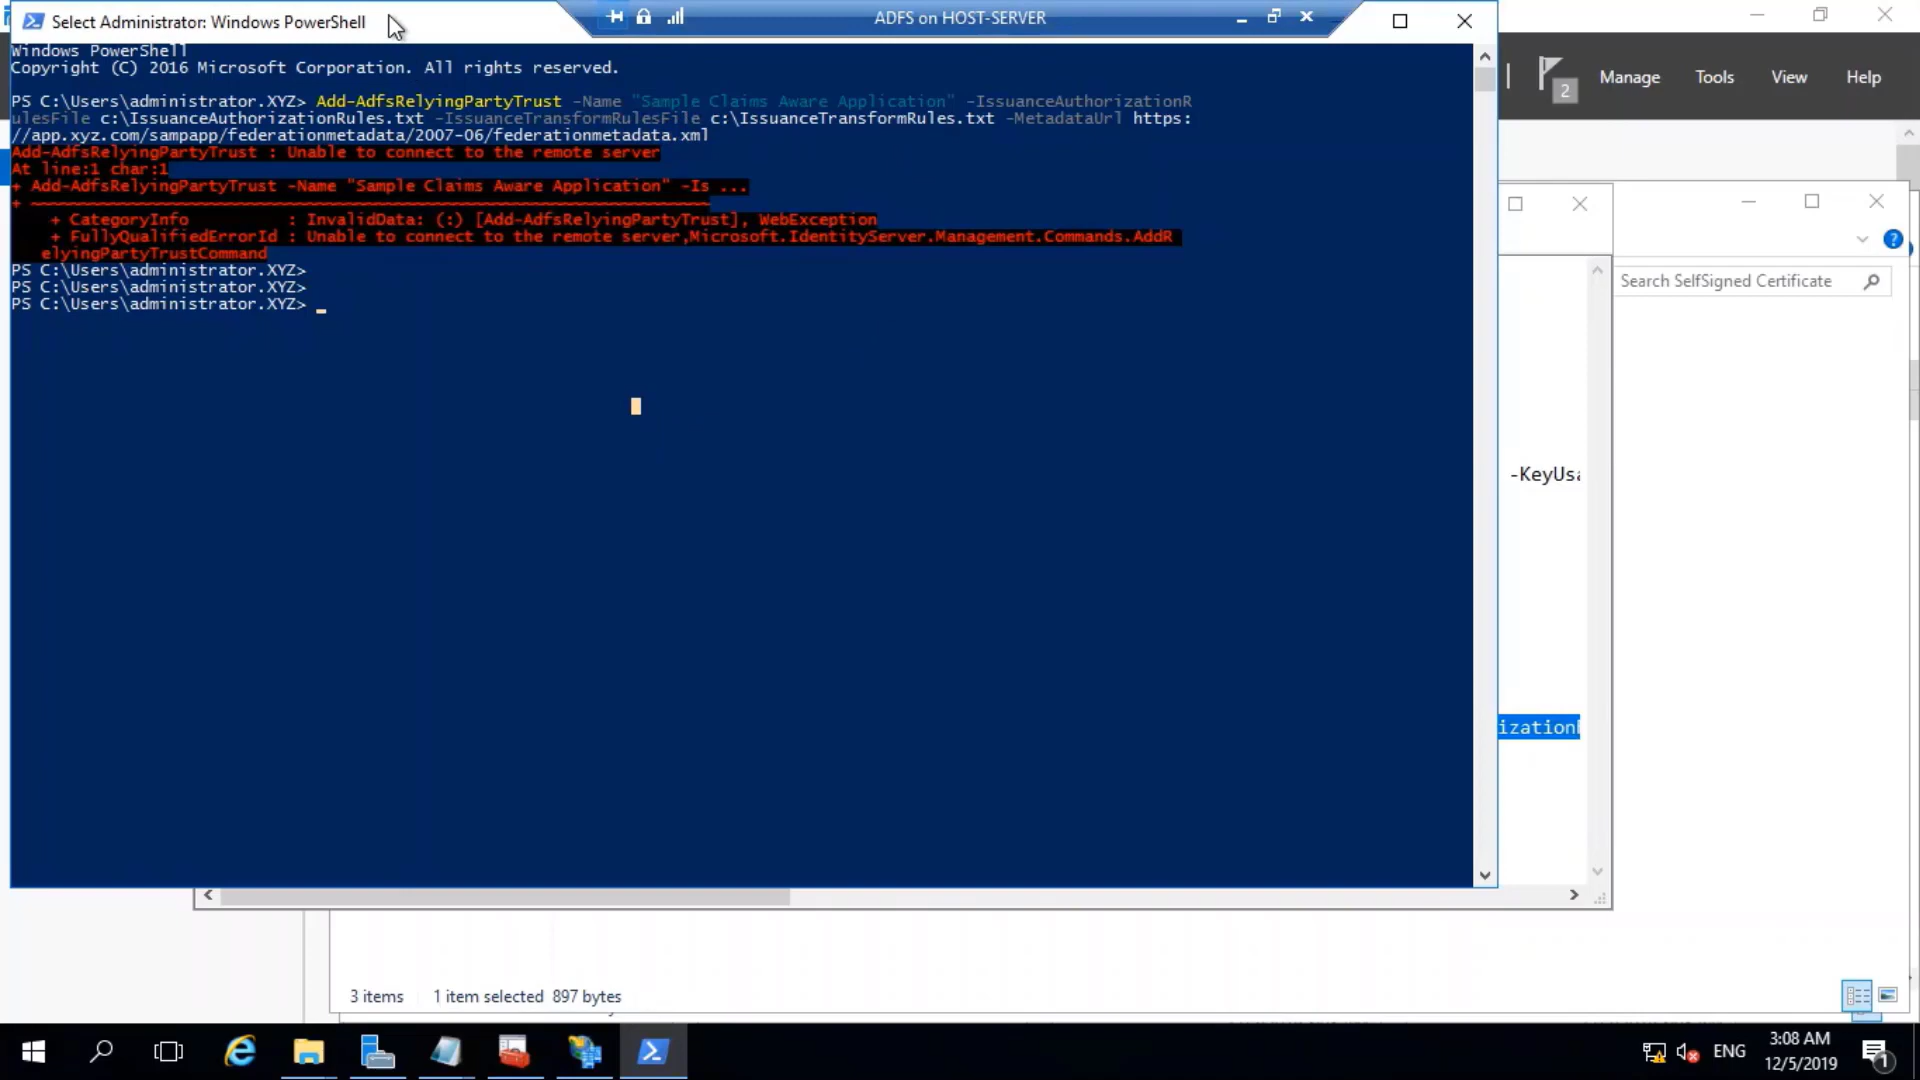 Select Administrator: Windows PowerShell
ADFS on HOST-SERVER
Windows PowerShell
Copyright (C) 2016 Microsoft Corporation. All rights reserved.
PS C:\Users\administrator.XYZ> Add-AdfsRelyingPartyTrust -Name "Sample Claims Aware Application" -IssuanceAuthorizationR
ulesFile c:\IssuanceAuthorizationRules.txt -IssuanceTransformRulesFile c:\IssuanceTransformRules.txt -MetadataUrl https:
//app.xyz.com/sampapp/federationmetadata/2007-06/federationmetadata.xml
Add-AdfsRelyingPartyTrust : Unable to connect to the remote server
At line:1 char:1
+ Add-AdfsRelyingPartyTrust -Name "Sample Claims Aware Application" -Is ...
+ ~~~~~~~~~~~~~~~~~~~~~~~~~~~~~~~~~~~~~~~~~~~~~~~~~~~~~~~~~~~~~~~~~~~~~
+ CategoryInfo : InvalidData: (:) [Add-AdfsRelyingPartyTrust], WebException
+ FullyQualifiedErrorId : Unable to connect to the remote server,Microsoft.IdentityServer.Management.Commands.AddR
elyingPartyTrustCommand
PS C:\Users\administrator.XYZ>
PS C:\Users\administrator.XYZ>
PS C:\Users\administrator.XYZ>
2
Manage Tools View Help
Search SelfSigned Certificate
-KeyUsa
ization
3 items 1 item selected 897 bytes
ENG
3:08 AM
12/5/2019
1